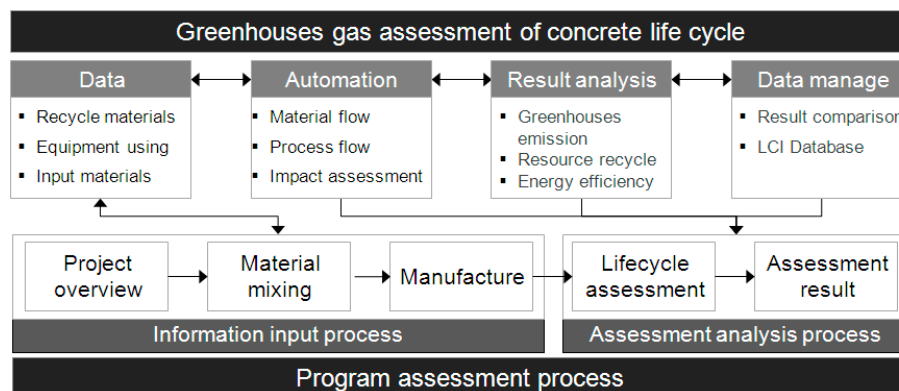 Greenhouses gas assessment of concrete life cycle
Data
Automation
Result analysis
Data manage
▪ Recycle materials
▪ Equipment using
▪ Input materials
▪ Material flow
▪ Process flow
▪ Impact assessment
▪ Greenhouses
emission
▪ Resource recycle
▪ Energy efficiency
▪ Result comparison
▪ LCI Database
Project
overview
Material
mixing
Manufacture
Lifecycle
assessment
Assessment
result
Information input process
Assessment analysis process
Program assessment process